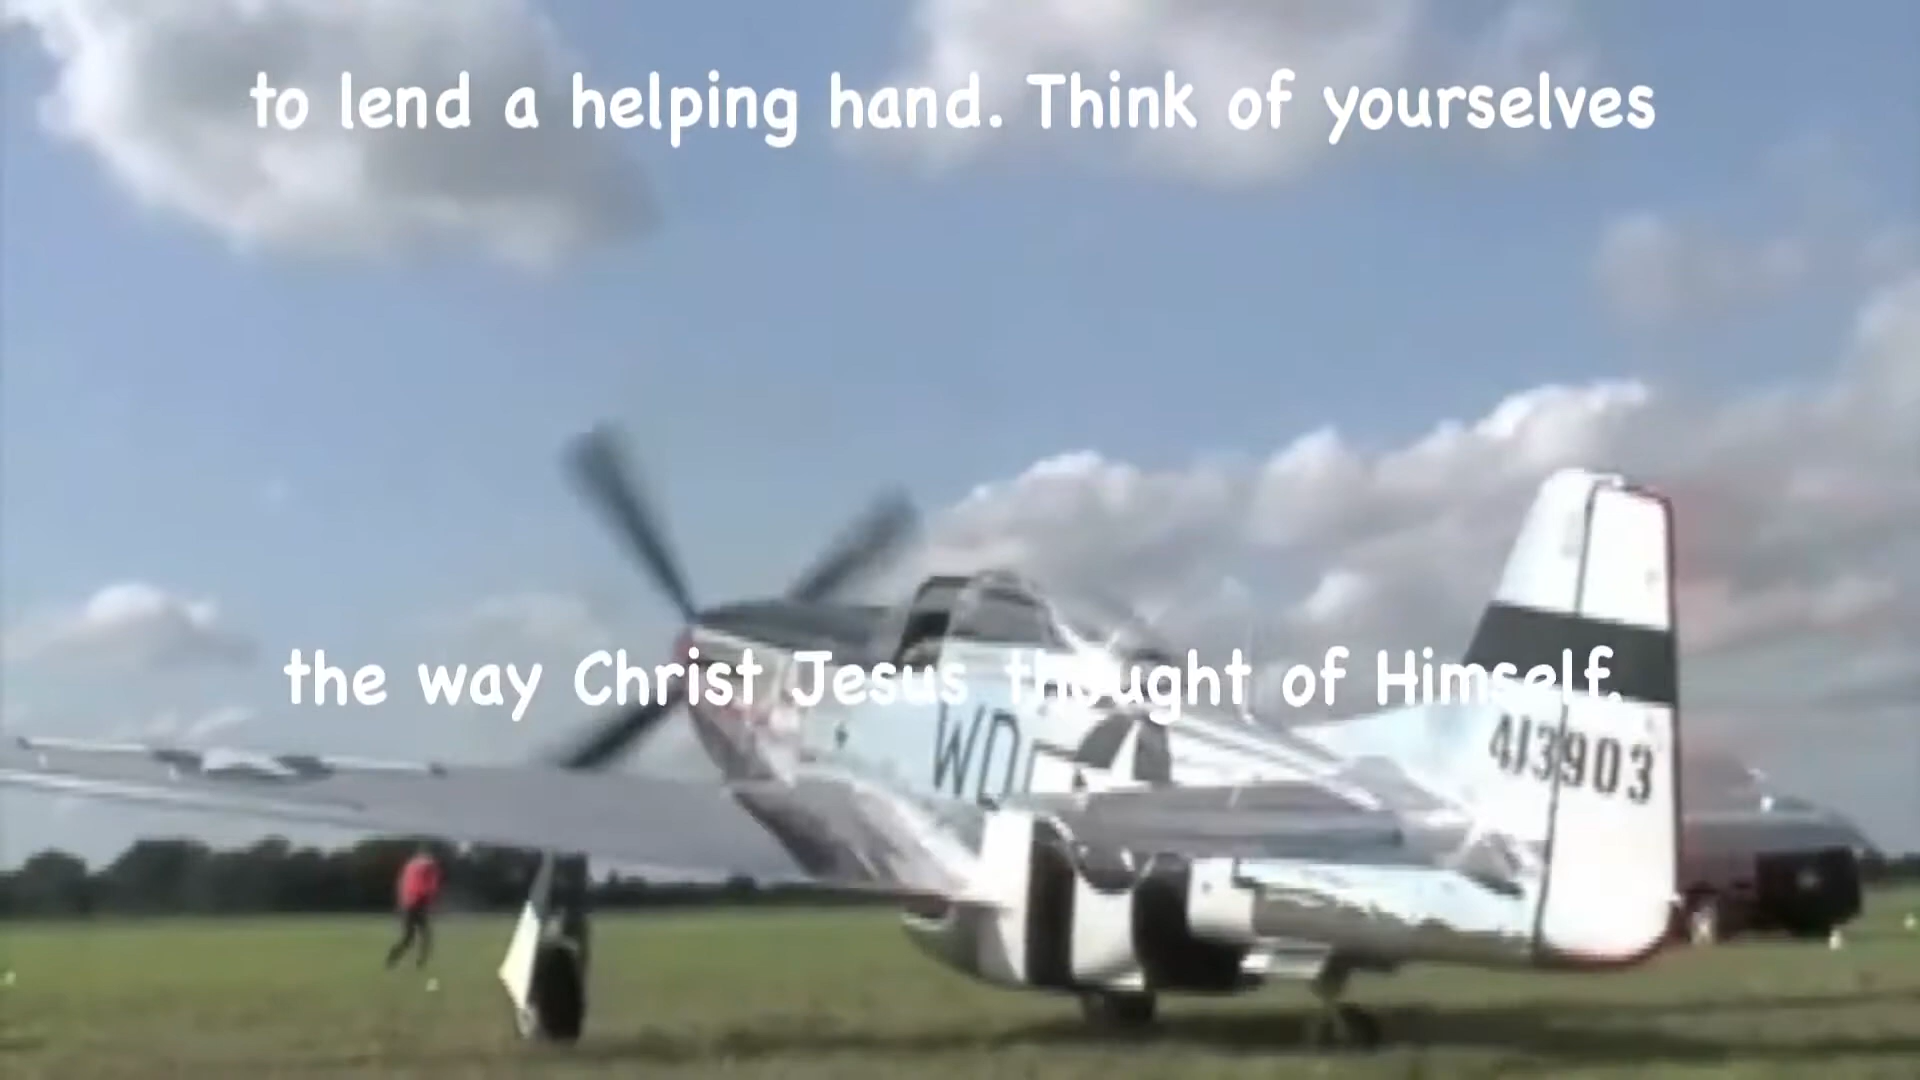 to lend a helping hand. Think of yourselves
the way Christ Jesus thought of Himself.
WD
413903